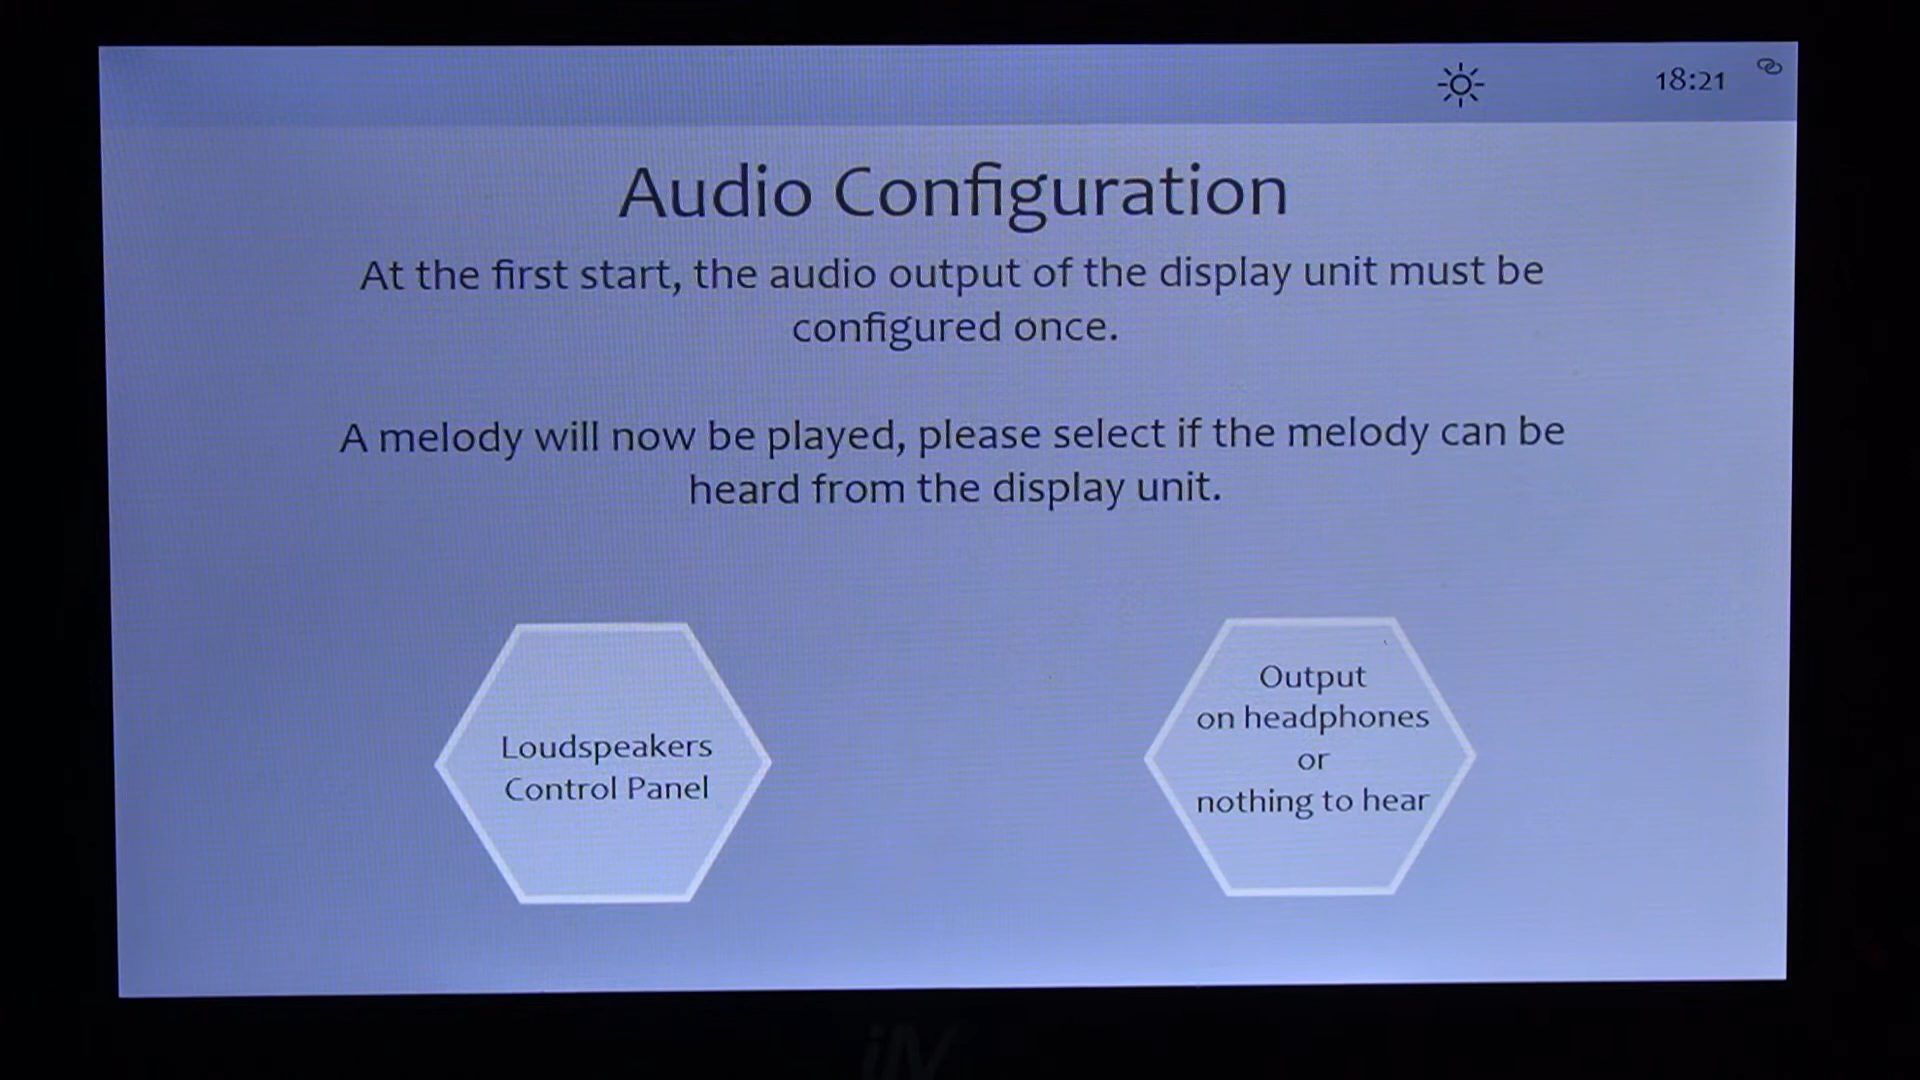 18:21
Audio Configuration
At the first start, the audio output of the display unit must be
configured once.
A melody will now be played, please select if the melody can be
heard from the display unit.
Loudspeakers
Control Panel
Output
on headphones
or
nothing to hear